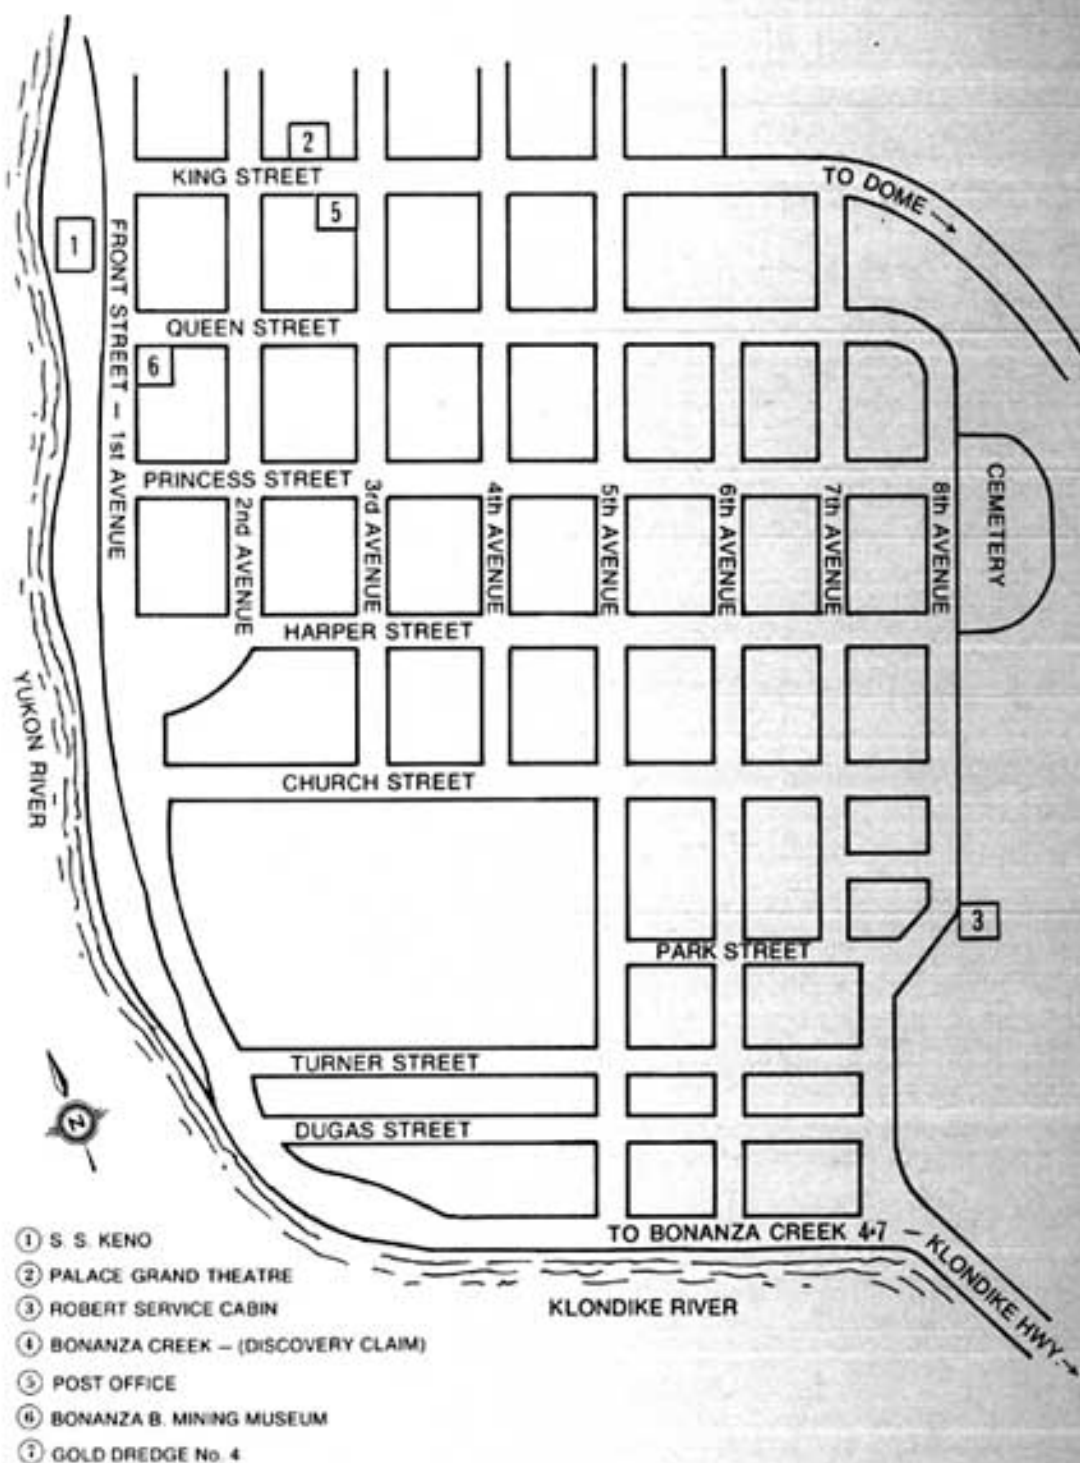 2
KING STREET
TO DOME
5
1
FRONT STREET — 1st AVENUE
QUEEN STREET
6
PRINCESS STREET
2nd AVENUE
3rd AVENUE
4th AVENUE
5th AVENUE
6th AVENUE
7th AVENUE
8th AVENUE
CEMETERY
HARPER STREET
YUKON RIVER
CHURCH STREET
3
PARK STREET
TURNER STREET
N
DUGAS STREET
TO BONANZA CREEK 4•7 — KLONDIKE HWY.
KLONDIKE RIVER
1 S. S. KENO
2 PALACE GRAND THEATRE
3 ROBERT SERVICE CABIN
4 BONANZA CREEK — (DISCOVERY CLAIM)
5 POST OFFICE
6 BONANZA B. MINING MUSEUM
7 GOLD DREDGE No. 4